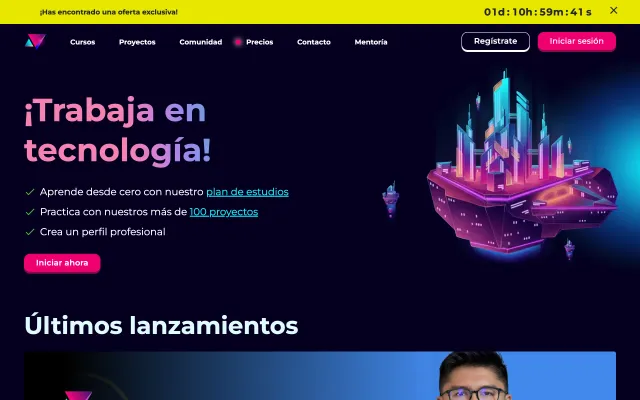 ¡Has encontrado una oferta exclusiva!
01d : 10h : 59m : 41 s
Cursos
Proyectos
Comunidad
Precios
Contacto
Mentoría
Regístrate
Iniciar sesión
¡Trabaja en
tecnología!
Aprende desde cero con nuestro plan de estudios
Practica con nuestros más de 100 proyectos
Crea un perfil profesional
Iniciar ahora
Últimos lanzamientos